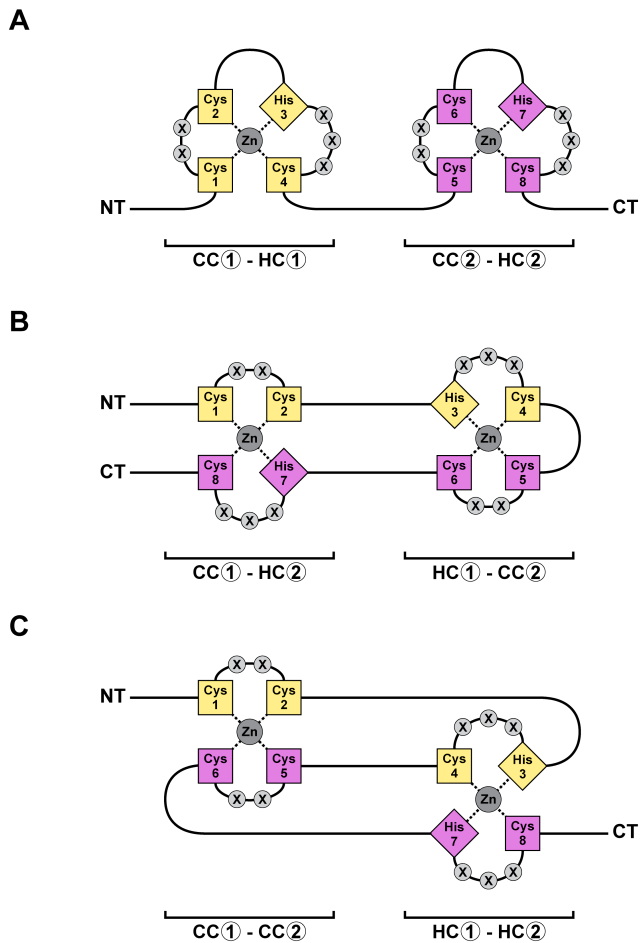 A
Cys 2
His 3
Cys 6
His 7
X
X
X
X
X
X
X
X
X
X
Zn
Zn
Cys 1
Cys 4
Cys 5
Cys 8
NT
CT
CC① - HC①
CC② - HC②
B
X
X
X
X
X
NT
Cys 1
Cys 2
His 3
Cys 4
Zn
Zn
CT
Cys 8
His 7
Cys 6
Cys 5
X
X
X
X
X
CC① - HC②
HC① - CC②
C
X
X
NT
Cys 1
Cys 2
X
X
X
Zn
Cys 6
Cys 5
Cys 4
His 3
X
X
Zn
His 7
Cys 8
CT
X
X
X
CC① - CC②
HC① - HC②